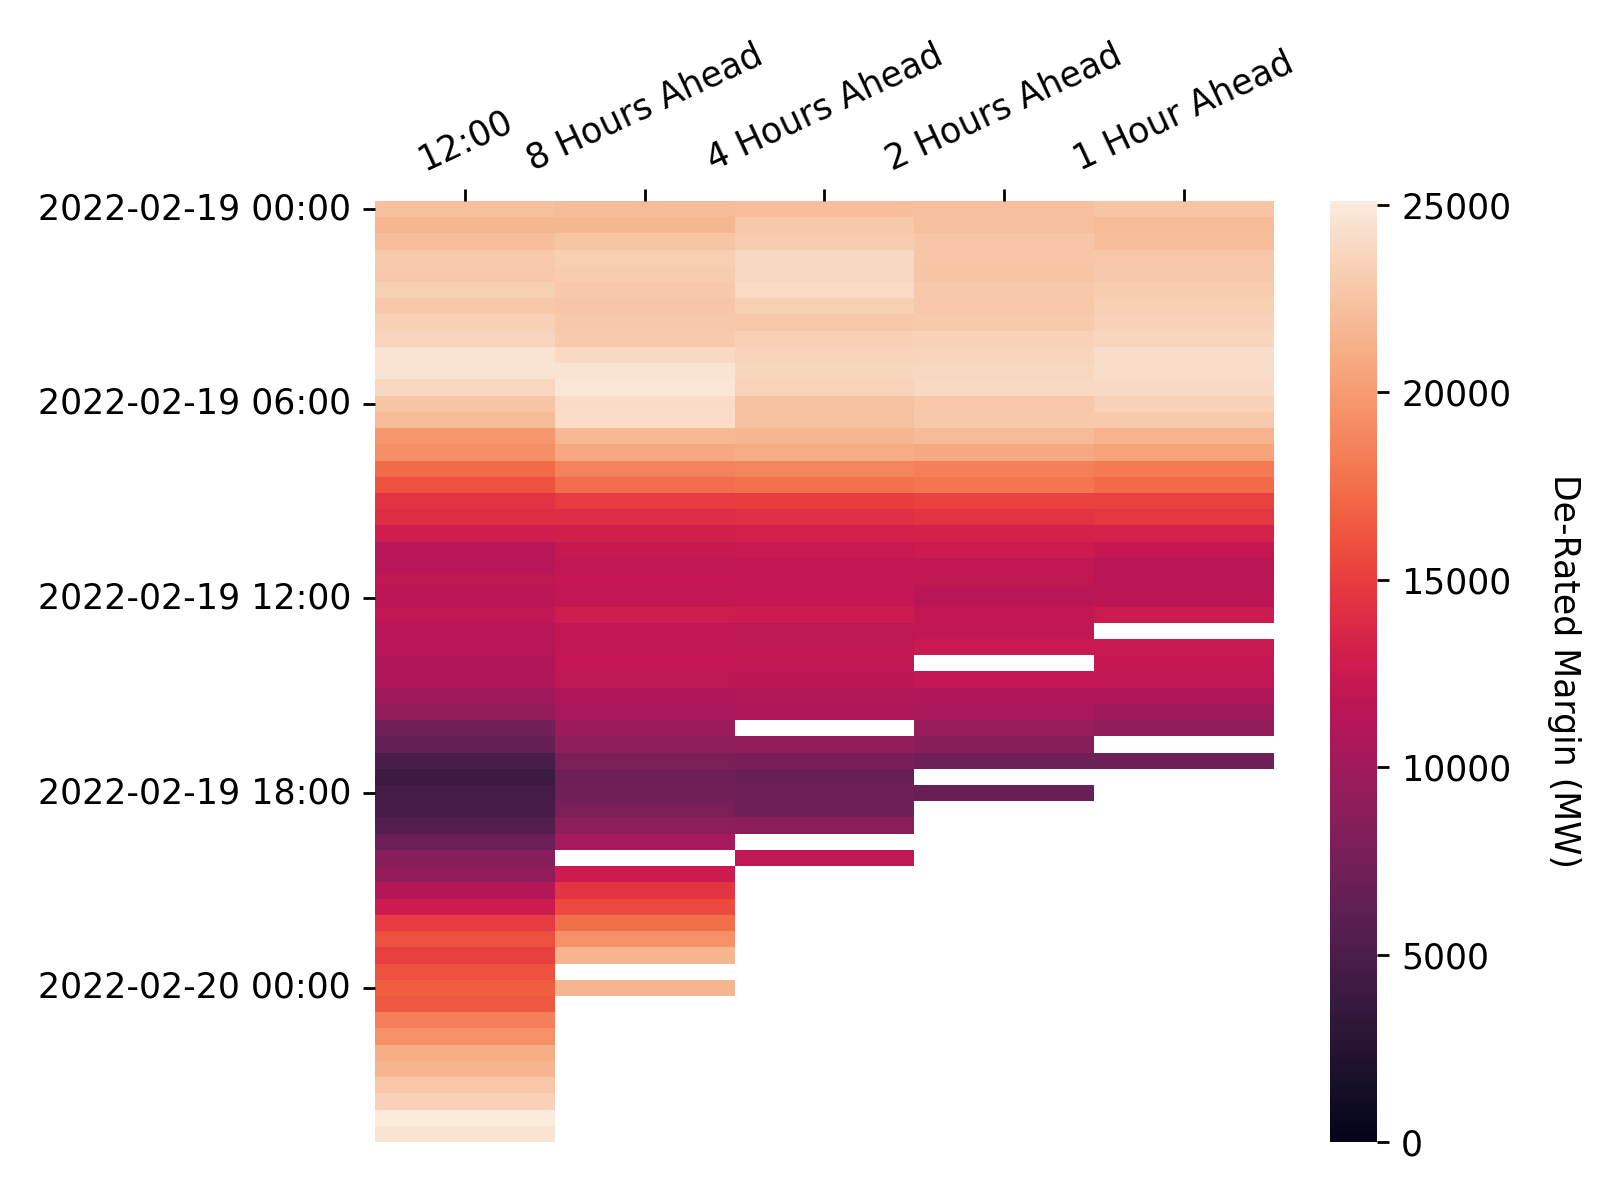 12:00
8 Hours Ahead
4 Hours Ahead
2 Hours Ahead
1 Hour Ahead
2022-02-19 00:00
2022-02-19 06:00
2022-02-19 12:00
2022-02-19 18:00
2022-02-20 00:00
25000
20000
15000
10000
5000
0
De-Rated Margin (MW)